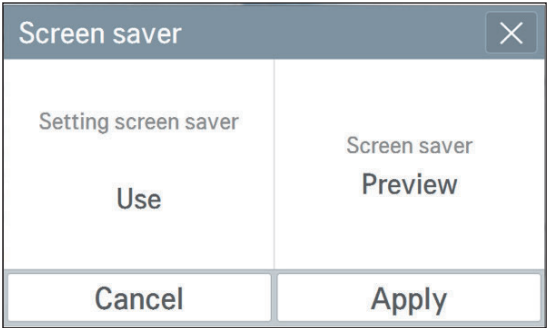 Screen saver
Setting screen saver
Use
Screen saver
Preview
Cancel
Apply